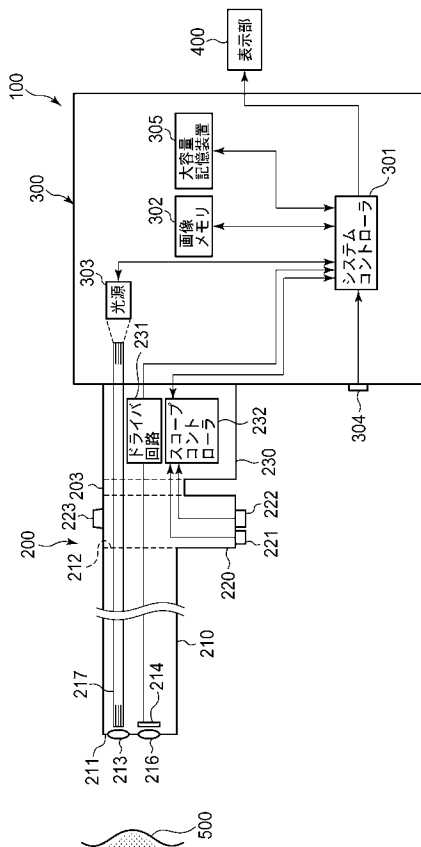 100
300
400
表示部
305
大容量
記憶装置
302
画像
メモリ
303
光源
301
システム
コントローラ
304
231
ドライバ
回路
232
スコープ
コントローラ
230
203
223
200
212
222
221
220
210
217
214
211
213
216
500